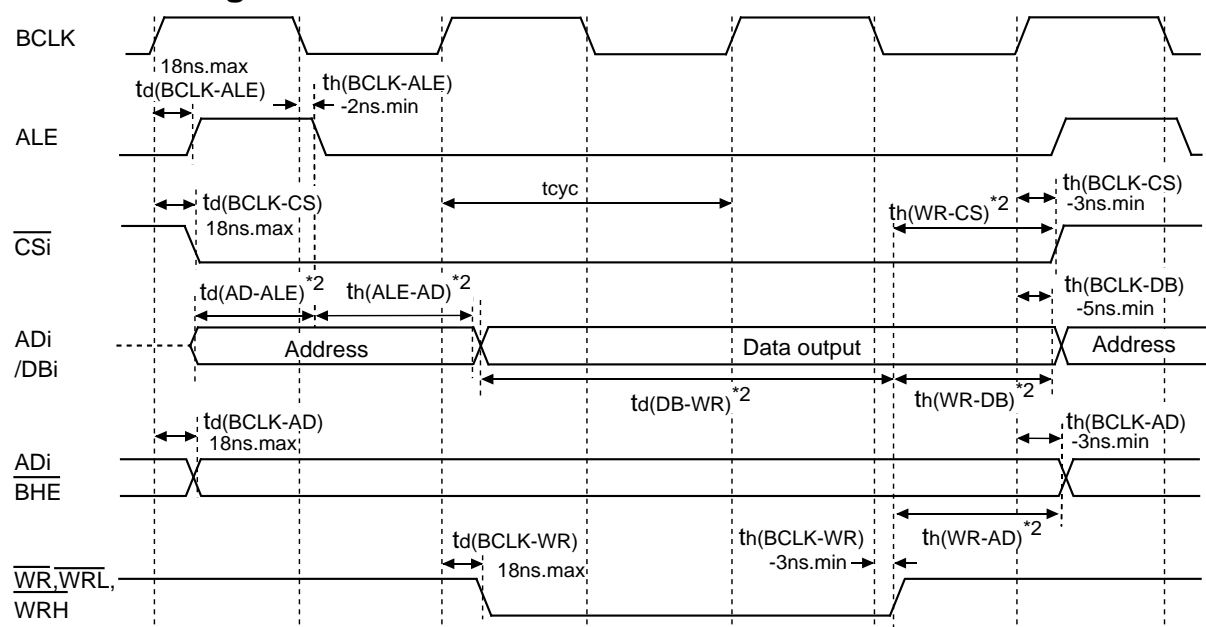 BCLK
18ns.max
td(BCLK-ALE)
th(BCLK-ALE)
-2ns.min
ALE
td(BCLK-CS)
18ns.max
tcyc
th(BCLK-CS)
-3ns.min
th(WR-CS)*2
CSi
td(AD-ALE)*2
th(ALE-AD)*2
th(BCLK-DB)
-5ns.min
ADi
/DBi
Address
Data output
Address
td(DB-WR)*2
th(WR-DB)*2
td(BCLK-AD)
18ns.max
th(BCLK-AD)
-3ns.min
ADi
BHE
td(BCLK-WR)
18ns.max
th(BCLK-WR)
-3ns.min
th(WR-AD)*2
WR,WRL,
WRH